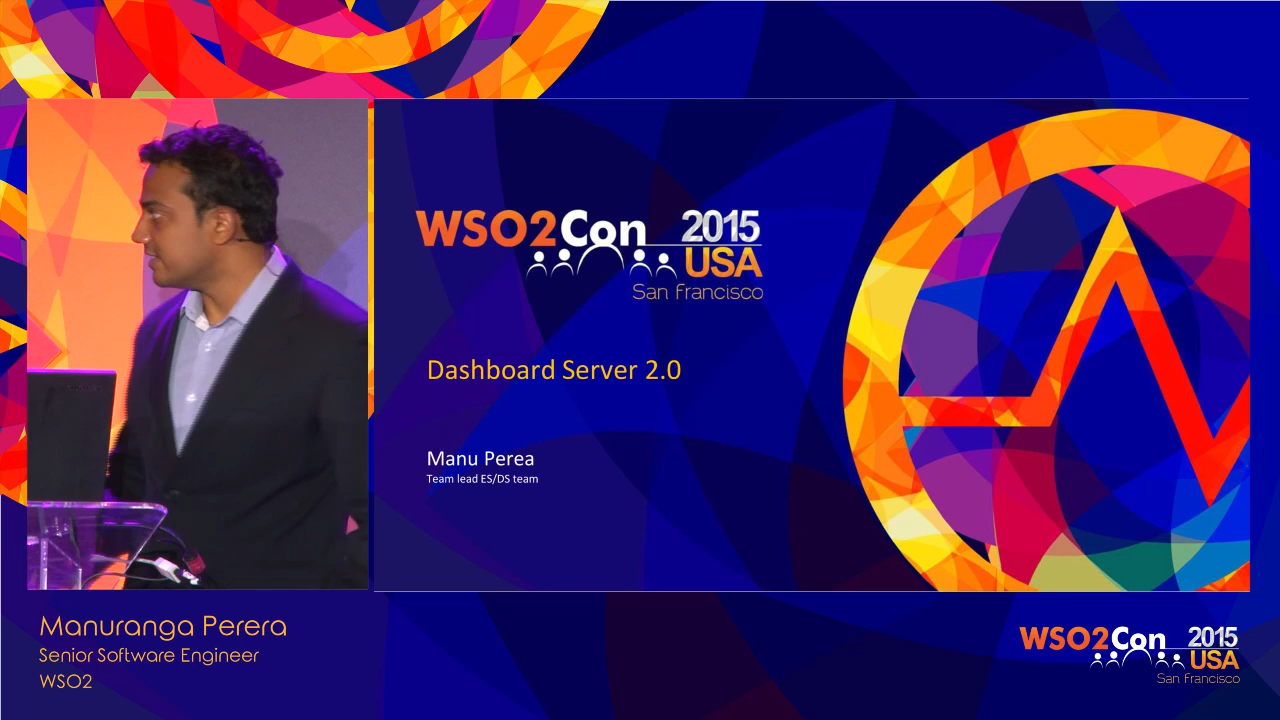 WSO2Con 2015
USA
San Francisco
Dashboard Server 2.0
Manu Perea
Team lead ES/DS team
Manuranga Perera
Senior Software Engineer
WSO2
WSO2Con 2015
USA
San Francisco